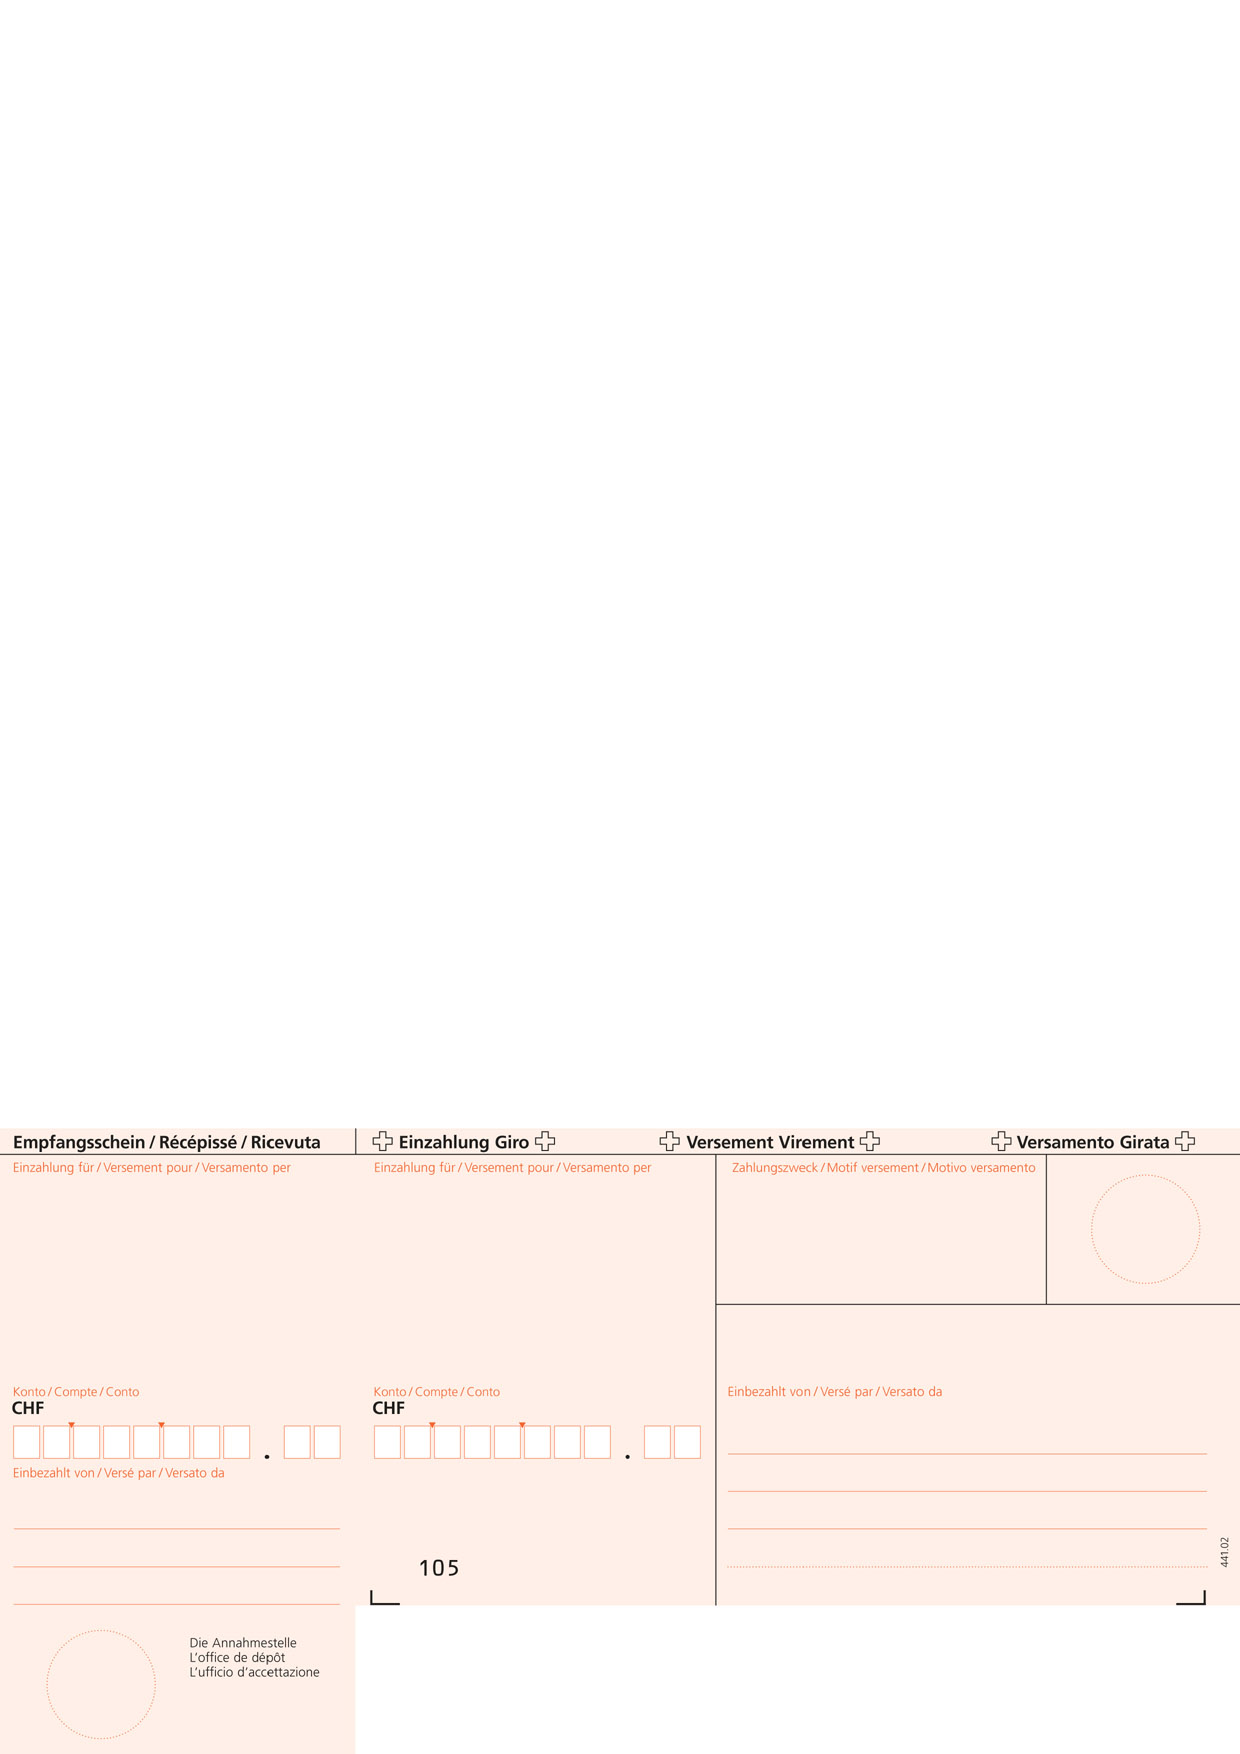 Empfangsschein / Récépissé / Ricevuta
Einzahlung Giro
Versement Virement
Versamento Girata
Einzahlung für / Versement pour / Versamento per
Einzahlung für / Versement pour / Versamento per
Zahlungszweck / Motif versement / Motivo versamento
Konto / Compte / Conto
CHF
.
Einbezahlt von / Versé par / Versato da
Konto / Compte / Conto
CHF
.
105
Einbezahlt von / Versé par / Versato da
441.02
Die Annahmestelle
L'office de dépôt
L'ufficio d'accettazione